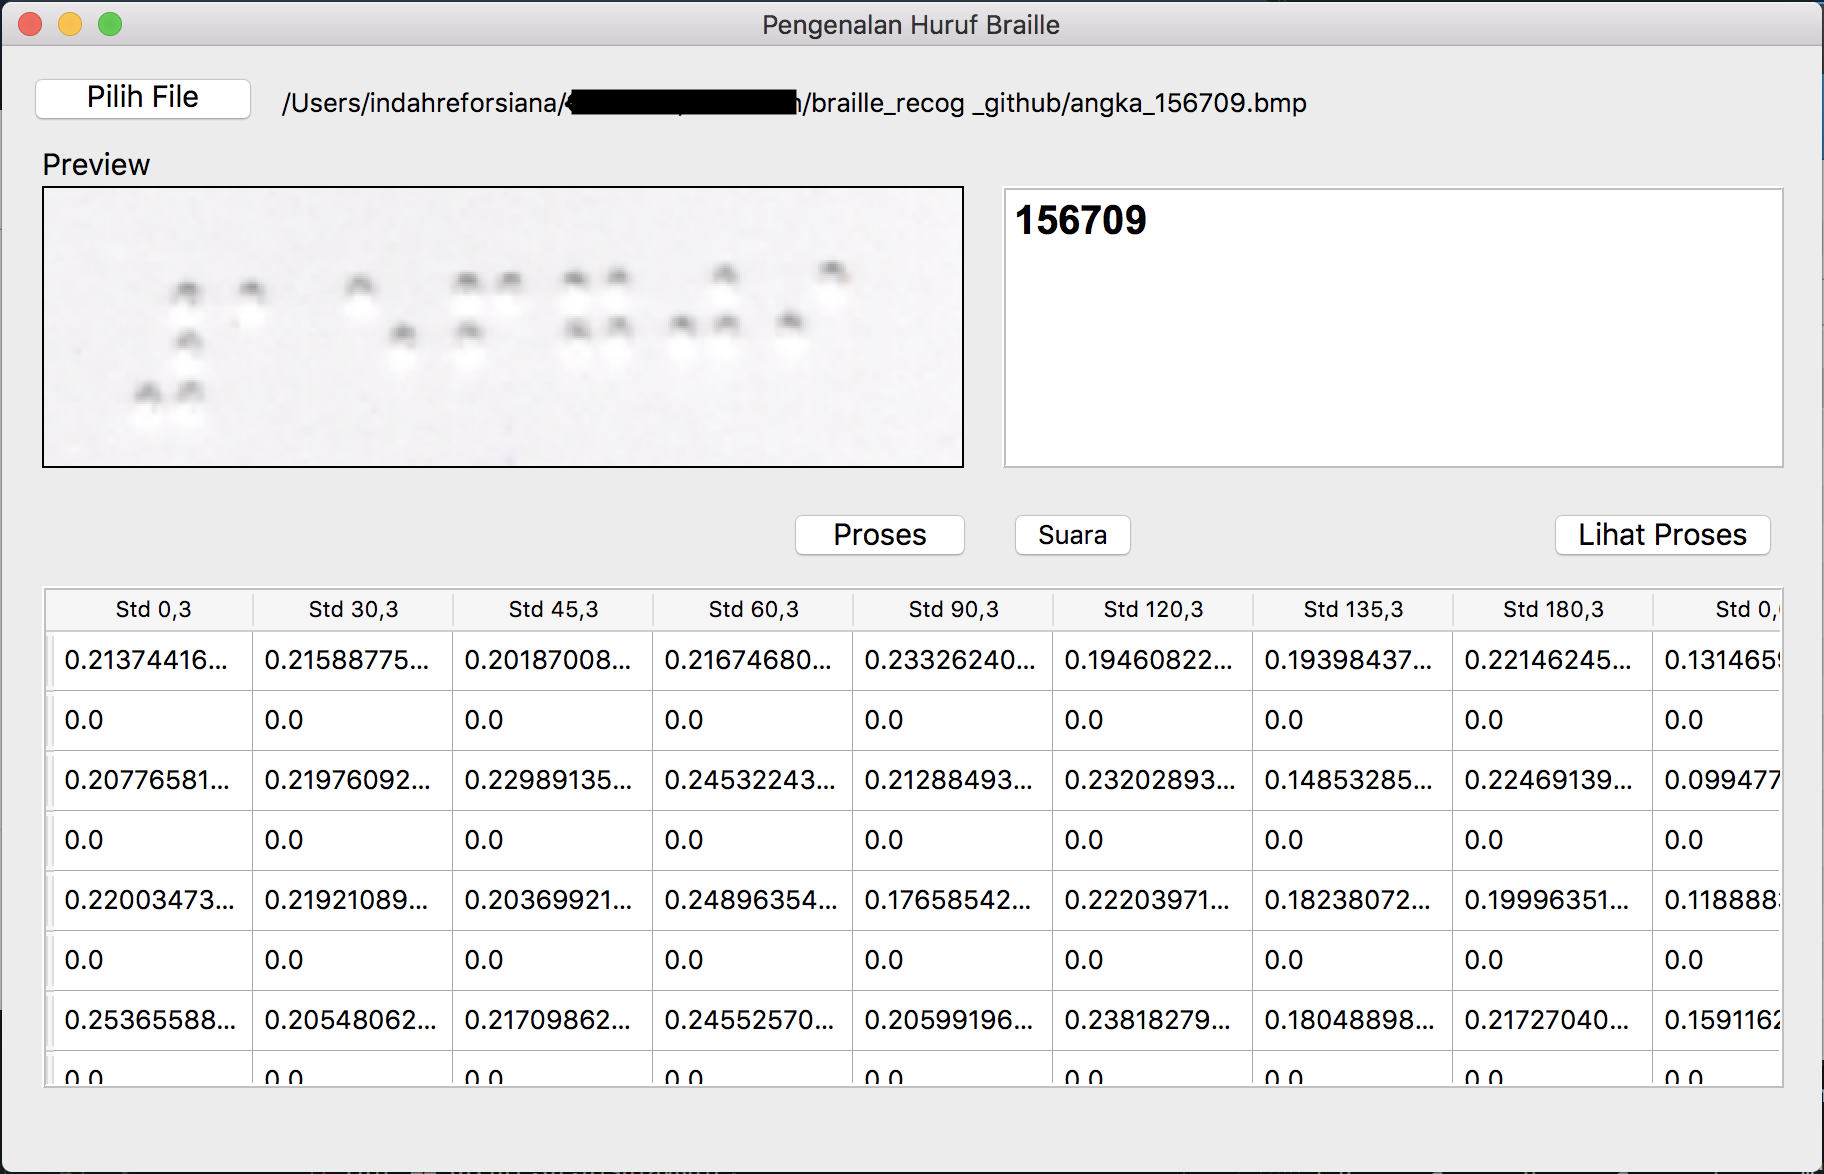 Pengenalan Huruf Braille
Pilih File
/Users/indahreforsiana/ /braille_recog _github/angka_156709.bmp
Preview
156709
Proses Suara Lihat Proses
Std 0,3 Std 30,3 Std 45,3 Std 60,3 Std 90,3 Std 120,3 Std 135,3 Std 180,3 Std 0,
0.21374416... 0.21588775... 0.20187008... 0.21674680... 0.23326240... 0.19460822... 0.19398437... 0.22146245... 0.131465
0.0 0.0 0.0 0.0 0.0 0.0 0.0 0.0 0.0
0.20776581... 0.21976092... 0.22989135... 0.24532243... 0.21288493... 0.23202893... 0.14853285... 0.22469139... 0.099477
0.0 0.0 0.0 0.0 0.0 0.0 0.0 0.0 0.0
0.22003473... 0.21921089... 0.20369921... 0.24896354... 0.17658542... 0.22203971... 0.18238072... 0.19996351... 0.118888
0.0 0.0 0.0 0.0 0.0 0.0 0.0 0.0 0.0
0.25365588... 0.20548062... 0.21709862... 0.24552570... 0.20599196... 0.23818279... 0.18048898... 0.21727040... 0.159116
0.0 0.0 0.0 0.0 0.0 0.0 0.0 0.0 0.0